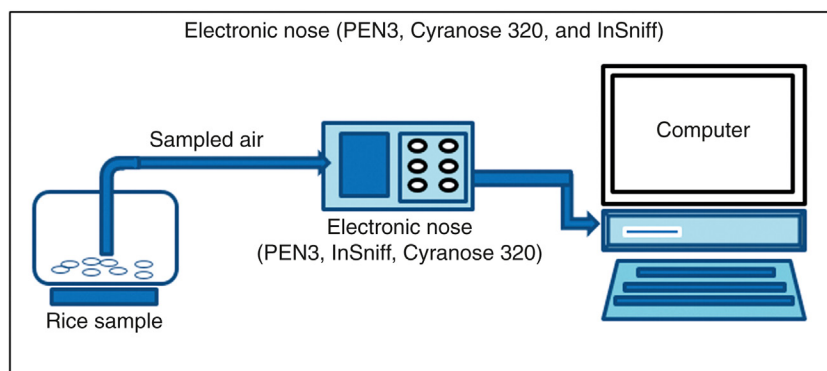 Electronic nose (PEN3, Cyranose 320, and InSniff)
Sampled air
Computer
Electronic nose
(PEN3, InSniff, Cyranose 320)
Rice sample